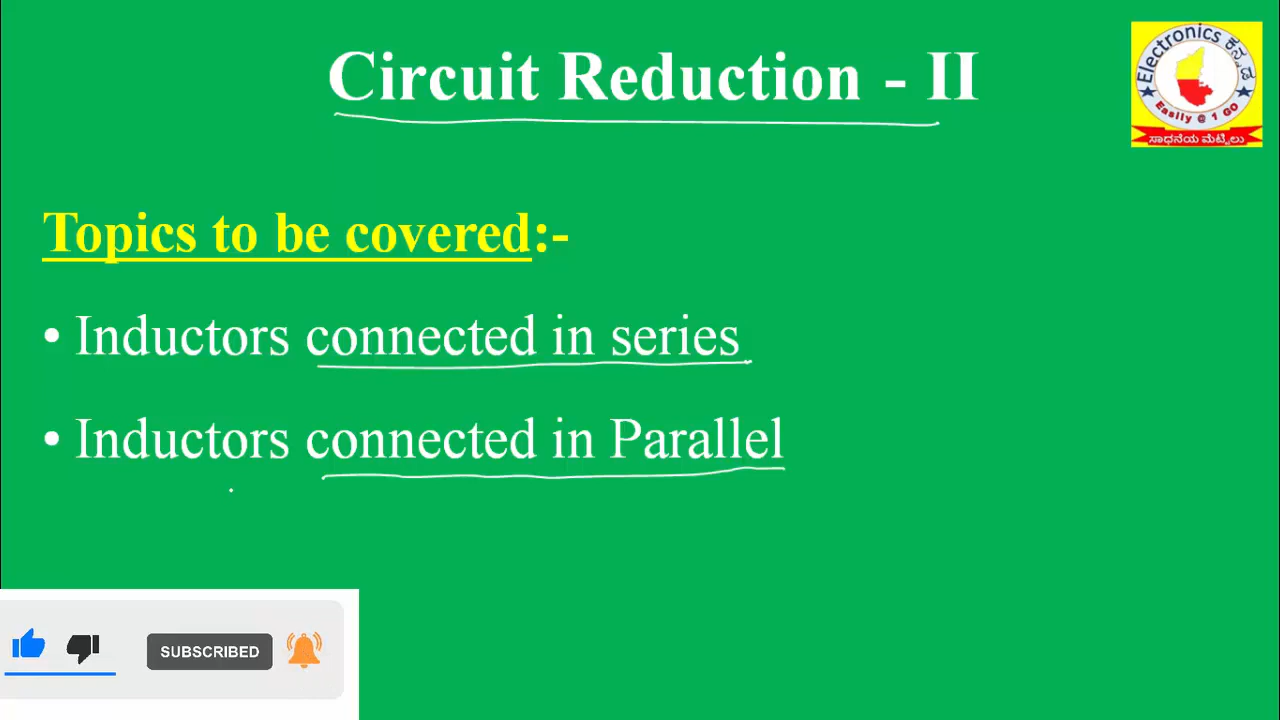 Circuit Reduction - II
Electronics ಕನ್ನಡ
Easily @ 1 GO
ಸಾಧನೆಯ ಮೆಟ್ಟಿಲು
Topics to be covered:-
• Inductors connected in series
• Inductors connected in Parallel
SUBSCRIBED